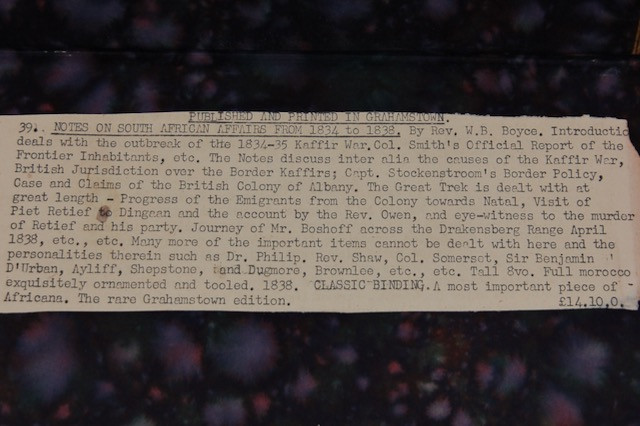 PUBLISHED AND PRINTED IN GRAHAMSTOWN.
39.. NOTES ON SOUTH AFRICAN AFFAIRS FROM 1834 to 1838. By Rev. W.B. Boyce. Introductio
deals with the outbreak of the 1834-35 Kaffir War. Col. Smith's Official Report of the
Frontier Inhabitants, etc. The Notes discuss inter alia the causes of the Kaffir War,
British Jurisdiction over the Border Kaffirs; Capt. Stockenstroom's Border Policy,
Case and Claims of the British Colony of Albany. The Great Trek is dealt with at
great length - Progress of the Emigrants from the Colony towards Natal, Visit of
Piet Retief to Dingaan and the account by the Rev. Owen, and eye-witness to the murder
of Retief and his party. Journey of Mr. Boshoff across the Drakensberg Range April
1838, etc., etc. Many more of the important items cannot be dealt with here and the
personalities therein such as Dr. Philip. Rev. Shaw, Col. Somerset, Sir Benjamin
D'Urban, Ayliff, Shepstone, and Dugmore, Brownlee, etc., etc. Tall 8vo. Full morocco
exquisitely ornamented and tooled. 1838. CLASSIC BINDING. A most important piece of -
Africana. The rare Grahamstown edition. £14.10.0.